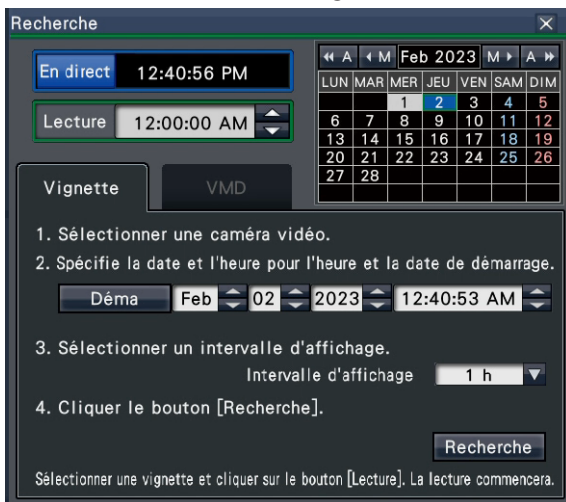 Recherche
En direct 12:40:56 PM
Lecture 12:00:00 AM
A M Feb 2023 M A
LUN MAR MER JEU VEN SAM DIM
1 2 3 4 5
6 7 8 9 10 11 12
13 14 15 16 17 18 19
20 21 22 23 24 25 26
27 28
Vignette VMD
1. Sélectionner une caméra vidéo.
2. Spécifie la date et l'heure pour l'heure et la date de démarrage.
Déma Feb 02 2023 12:40:53 AM
3. Sélectionner un intervalle d'affichage.
Intervalle d'affichage 1 h
4. Cliquer le bouton [Recherche].
Recherche
Sélectionner une vignette et cliquer sur le bouton [Lecture]. La lecture commencera.